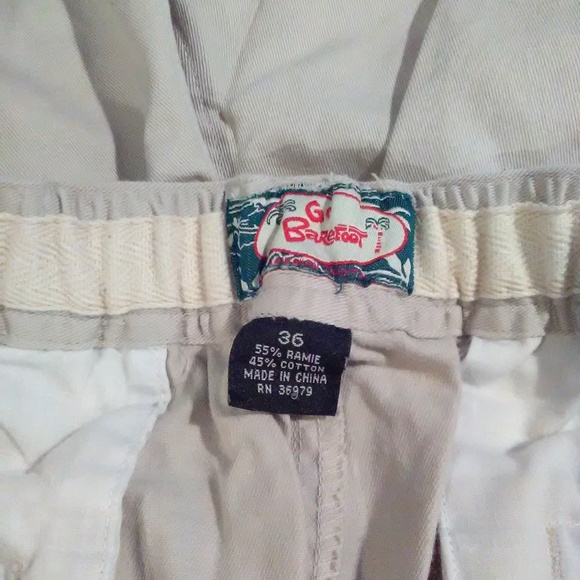 Go
Barefoot
36
55% RAMIE
45% COTTON
MADE IN CHINA
RN 36979